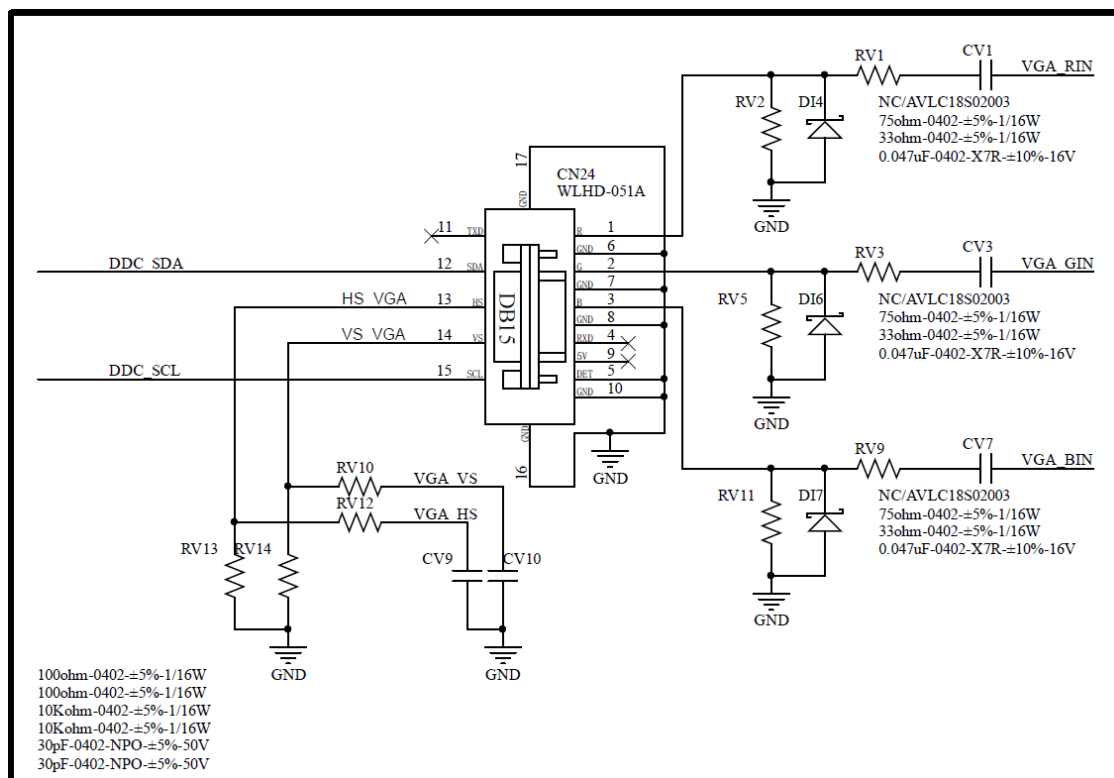 CV1
RV1
VGA_RIN
RV2
DI4
NC/AVLC18S02003
75ohm-0402-±5%-1/16W
33ohm-0402-±5%-1/16W
0.047uF-0402-X7R-±10%-16V
GND
17
GND
CN24
WLHD-051A
11 TXD
R 1
GND 6
DDC_SDA 12 SDA
G 2
GND 7
HS_VGA 13 HS
B 3
GND 8
VS_VGA 14 VS
RXD 4
5V 9
DDC_SCL 15 SCL
DET 5
GND 10
DB15
GND
16
GND
CV3
RV3
VGA_GIN
RV5
DI6
NC/AVLC18S02003
75ohm-0402-±5%-1/16W
33ohm-0402-±5%-1/16W
0.047uF-0402-X7R-±10%-16V
GND
CV7
RV9
VGA_BIN
RV11
DI7
NC/AVLC18S02003
75ohm-0402-±5%-1/16W
33ohm-0402-±5%-1/16W
0.047uF-0402-X7R-±10%-16V
GND
RV10
VGA_VS
RV12
VGA_HS
RV13 RV14
CV9
CV10
GND
GND
100ohm-0402-±5%-1/16W
100ohm-0402-±5%-1/16W
10Kohm-0402-±5%-1/16W
10Kohm-0402-±5%-1/16W
30pF-0402-NPO-±5%-50V
30pF-0402-NPO-±5%-50V